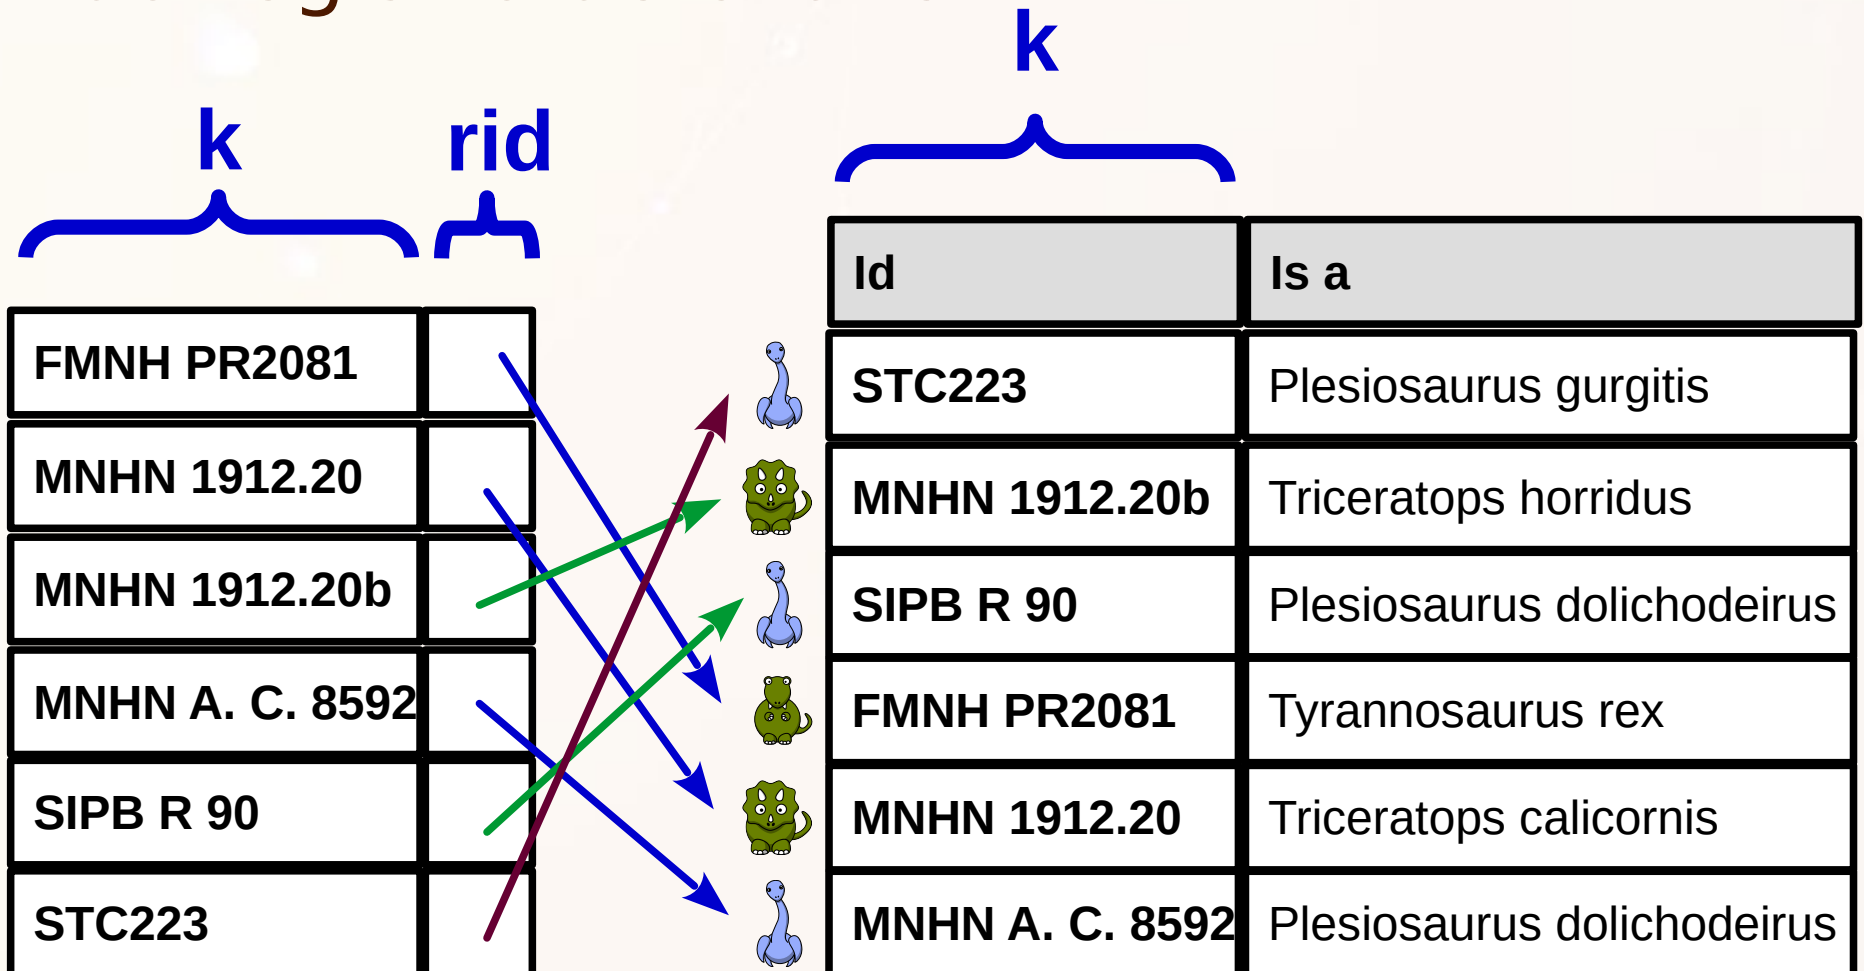 k
k rid
Id Is a
FMNH PR2081
MNHN 1912.20
MNHN 1912.20b
MNHN A. C. 8592
SIPB R 90
STC223
STC223 Plesiosaurus gurgitis
MNHN 1912.20b Triceratops horridus
SIPB R 90 Plesiosaurus dolichodeirus
FMNH PR2081 Tyrannosaurus rex
MNHN 1912.20 Triceratops calicornis
MNHN A. C. 8592 Plesiosaurus dolichodeirus